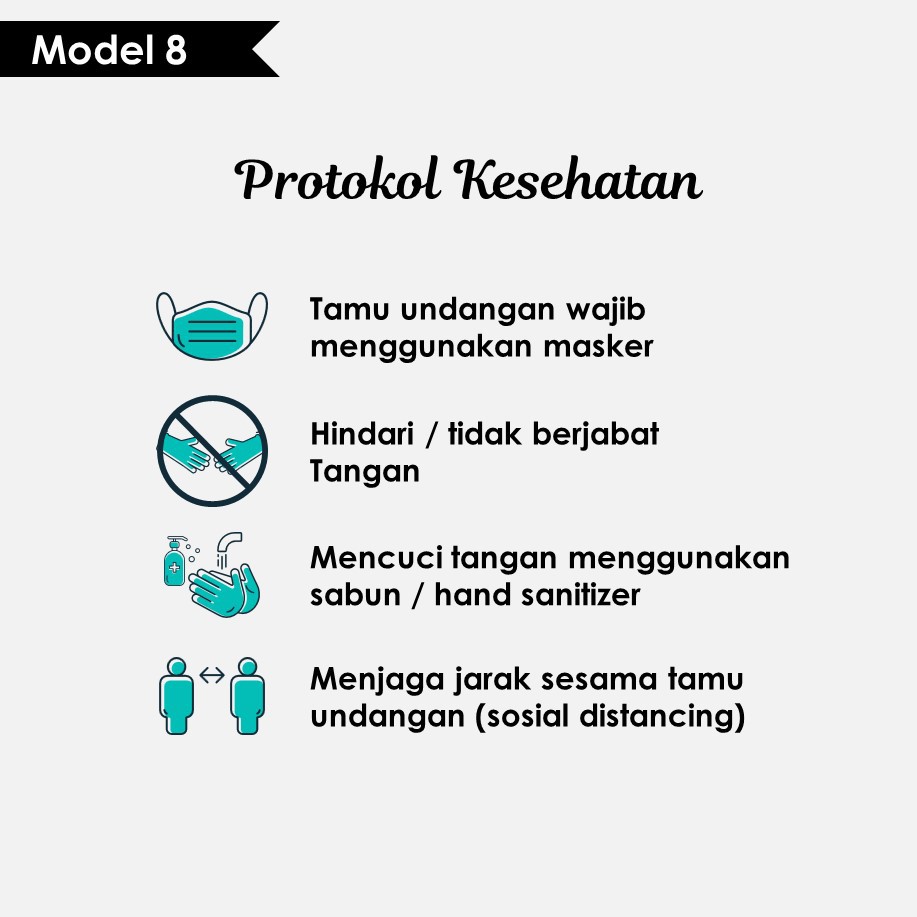 Model 8
Protokol Kesehatan
Tamu undangan wajib
menggunakan masker
Hindari / tidak berjabat
Tangan
Mencuci tangan menggunakan
sabun / hand sanitizer
Menjaga jarak sesama tamu
undangan (sosial distancing)